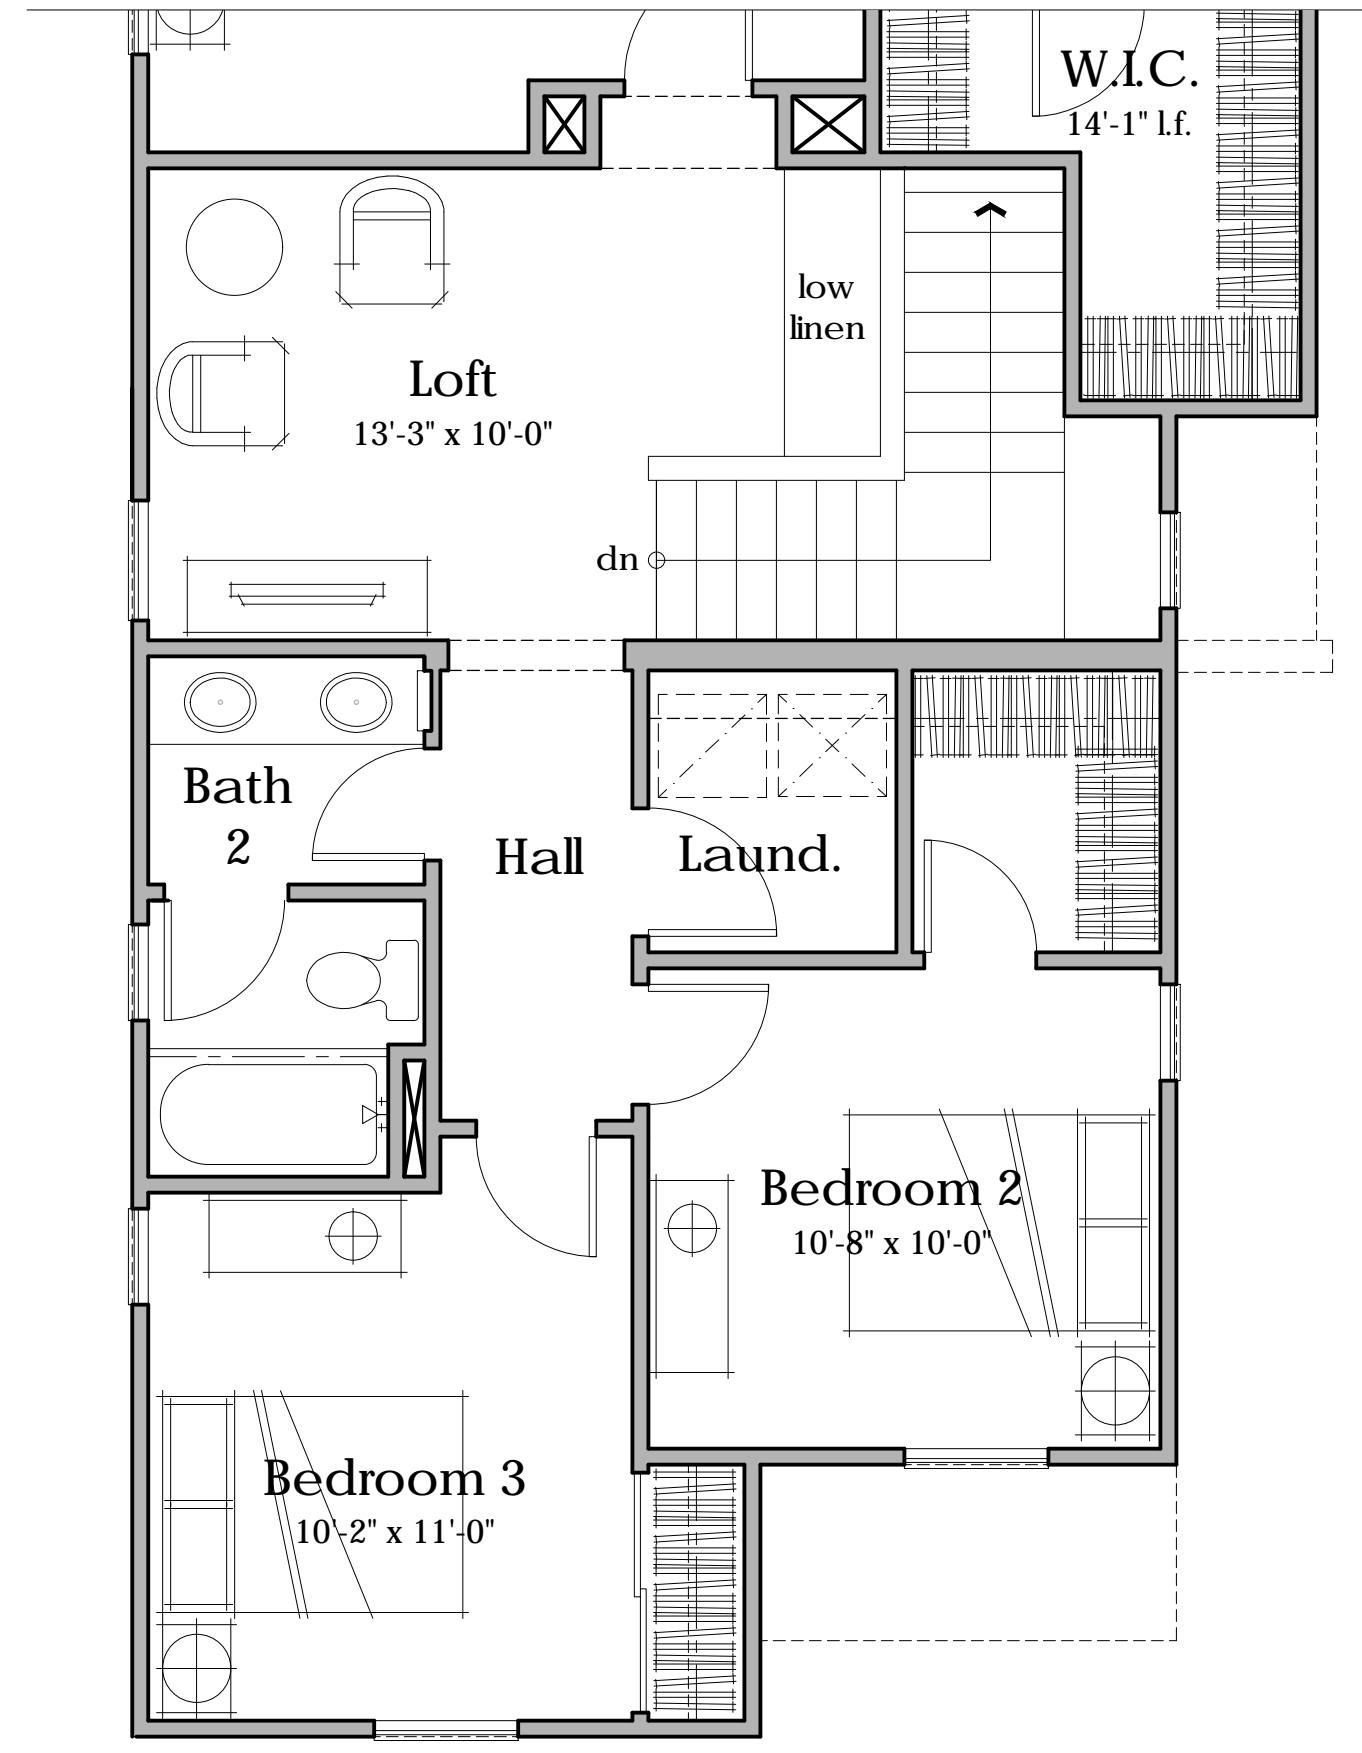 W.I.C.
14'-1" l.f.
low
linen
Loft
13'-3" x 10'-0"
dn
Bath
2
Hall
Laund.
Bedroom 2
10'-8" x 10'-0"
Bedroom 3
10'-2" x 11'-0"